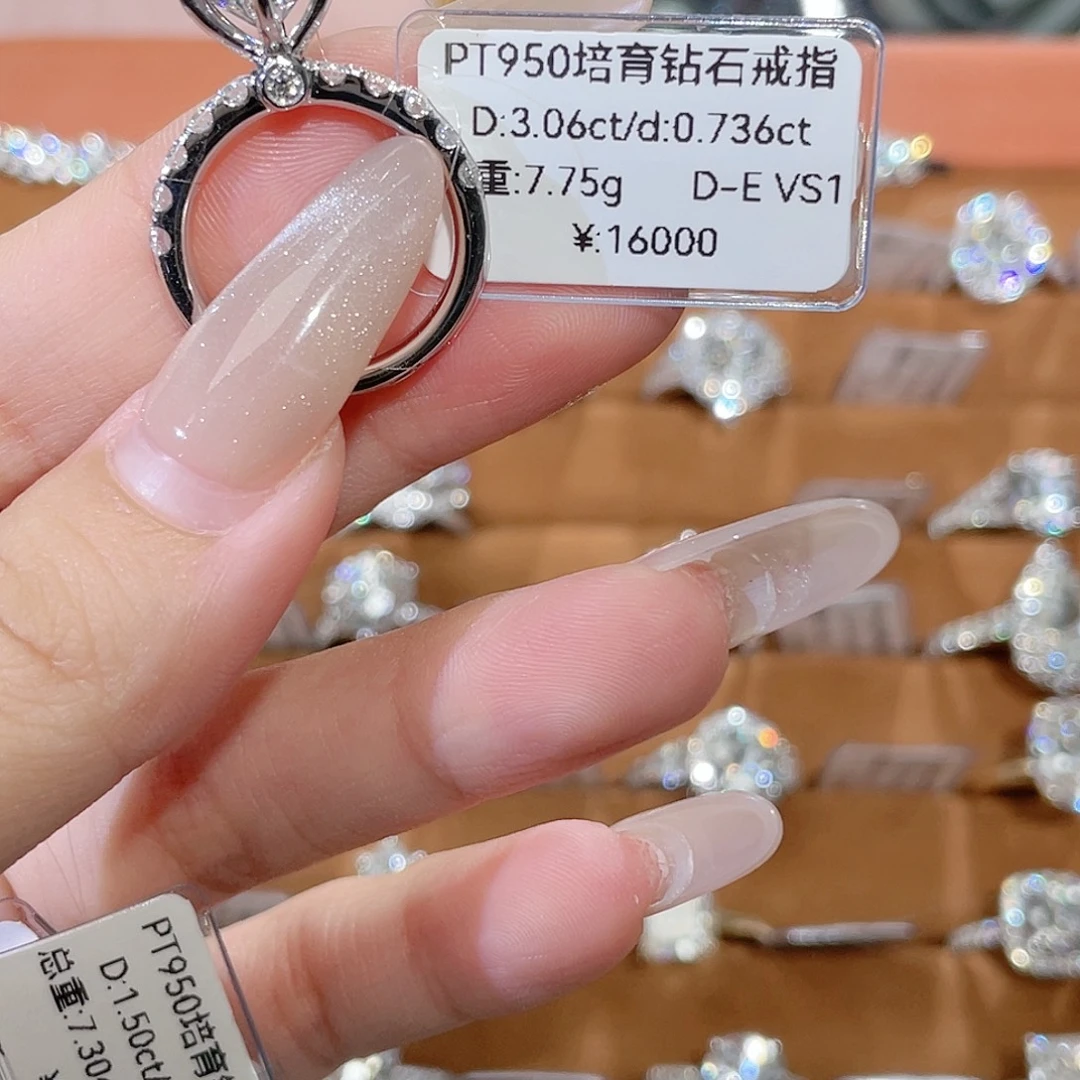 PT950培育钻石戒指
D:3.06ct/d:0.736ct
重:7.75g D-E VS1
¥:16000
PT950培育
D:1.50ct/
总重:7.30